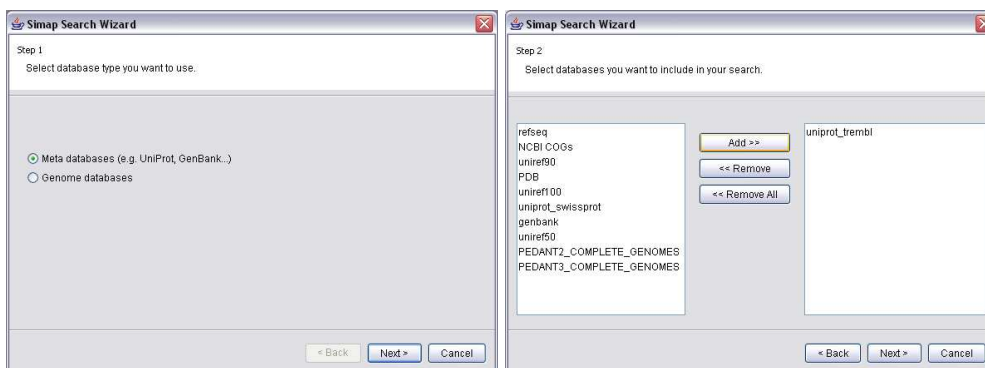 Simap Search Wizard
Step 1
Select database type you want to use.
Meta databases (e.g. UniProt, GenBank...)
Genome databases
< Back Next > Cancel
Simap Search Wizard
Step 2
Select databases you want to include in your search.
refseq
NCBI COGs
uniref90
PDB
uniref100
uniprot_swissprot
genbank
uniref50
PEDANT2_COMPLETE_GENOMES
PEDANT3_COMPLETE_GENOMES
Add >>
<< Remove
<< Remove All
uniprot_trembl
< Back Next > Cancel